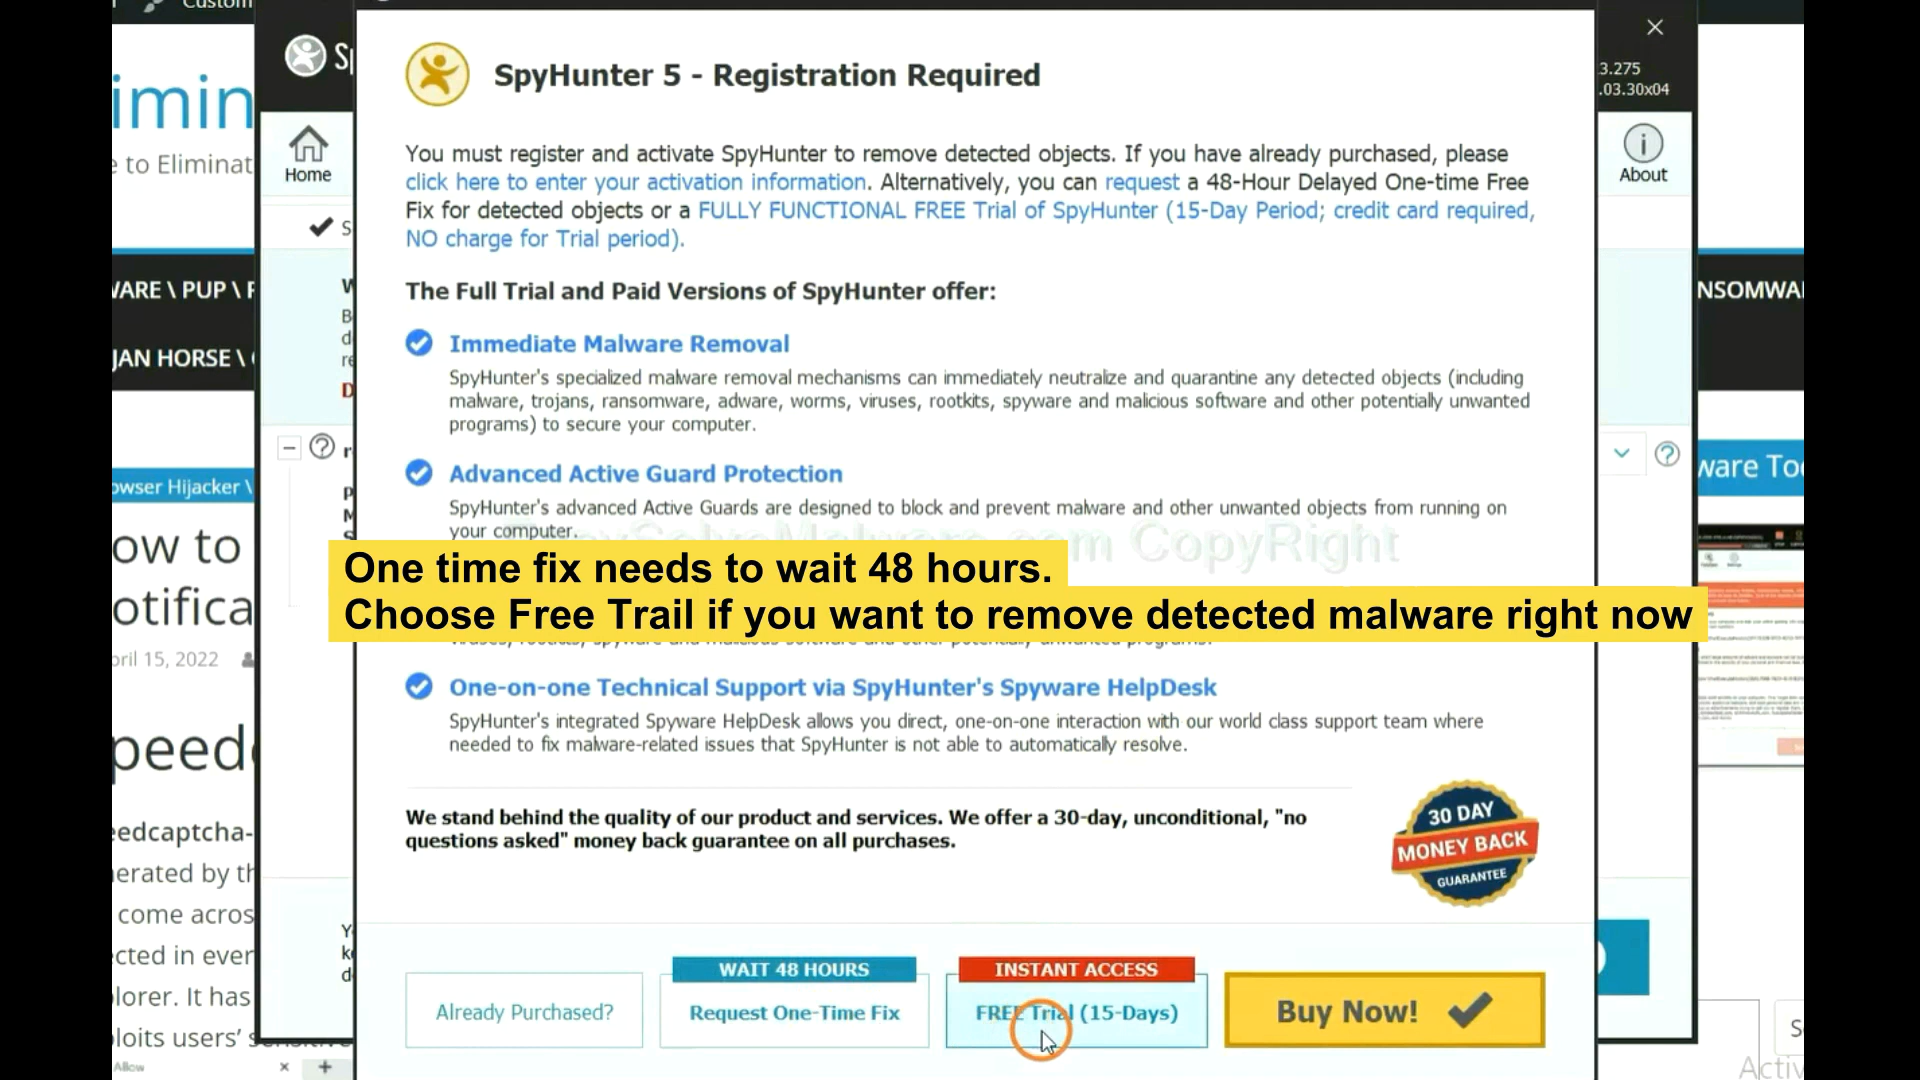 Custom
SpyHunter 5 - Registration Required
3.275
.03.30x04
imin
e to Eliminat
Home
About
You must register and activate SpyHunter to remove detected objects. If you have already purchased, please
click here to enter your activation information. Alternatively, you can request a 48-Hour Delayed One-time Free
Fix for detected objects or a FULLY FUNCTIONAL FREE Trial of SpyHunter (15-Day Period; credit card required,
NO charge for Trial period).
WARE \ PUP \
NSOMWA
The Full Trial and Paid Versions of SpyHunter offer:
JAN HORSE \
Immediate Malware Removal
SpyHunter's specialized malware removal mechanisms can immediately neutralize and quarantine any detected objects (including
malware, trojans, ransomware, adware, worms, viruses, rootkits, spyware and malicious software and other potentially unwanted
programs) to secure your computer.
owser Hijacker \
ware Too
Advanced Active Guard Protection
SpyHunter's advanced Active Guards are designed to block and prevent malware and other unwanted objects from running on
your computer.
CopyRight
ow to
otifica
One time fix needs to wait 48 hours.
Choose Free Trail if you want to remove detected malware right now
pril 15, 2022
One-on-one Technical Support via SpyHunter's Spyware HelpDesk
SpyHunter's integrated Spyware HelpDesk allows you direct, one-on-one interaction with our world class support team where
needed to fix malware-related issues that SpyHunter is not able to automatically resolve.
peed
eedcaptcha-
We stand behind the quality of our product and services. We offer a 30-day, unconditional, "no
questions asked" money back guarantee on all purchases.
30 DAY
MONEY BACK
GUARANTEE
nerated by th
come acros
cted in ever
plorer. It has
ploits users'
WAIT 48 HOURS
INSTANT ACCESS
Already Purchased?
Request One-Time Fix
FREE Trial (15-Days)
Buy Now!
Allow
Activ